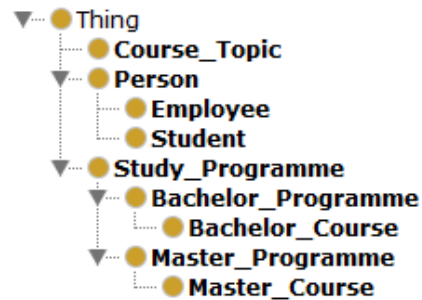 Thing
Course_Topic
Person
Employee
Student
Study_Programme
Bachelor_Programme
Bachelor_Course
Master_Programme
Master_Course